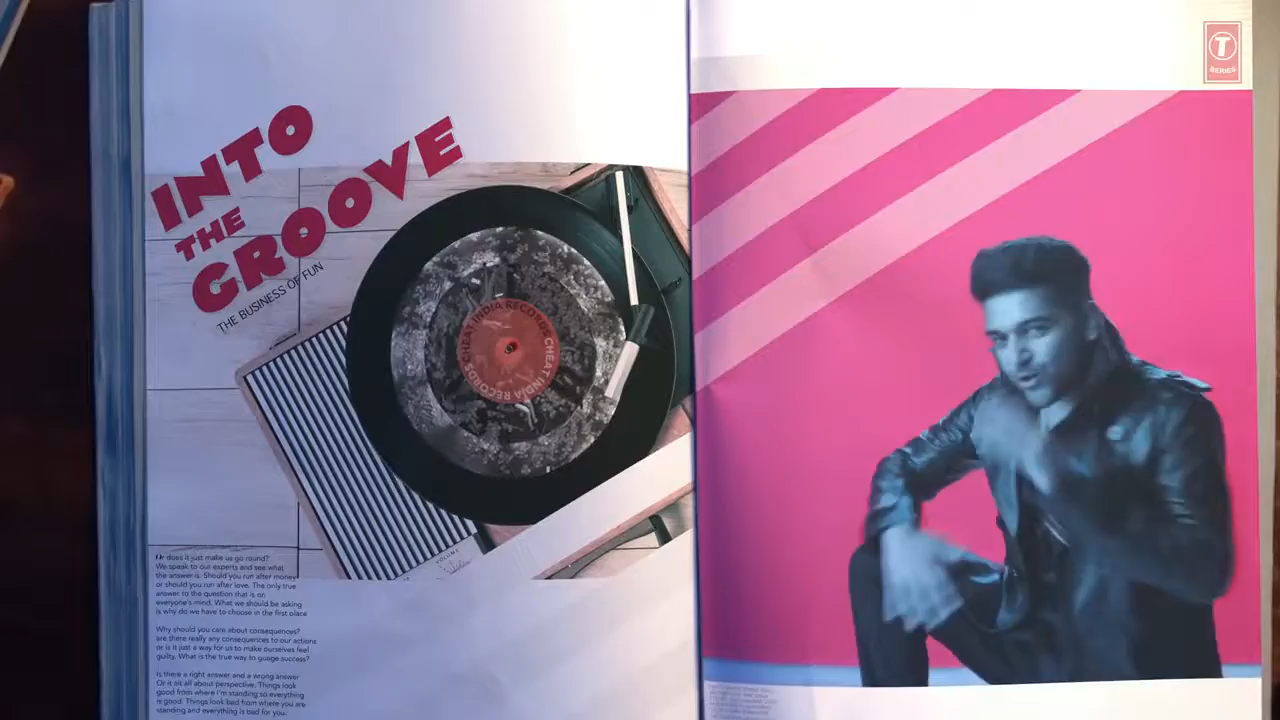 INTO
THE
GROOVE
THE BUSINESS OF FUN
CHEAT INDIA RECORDS CHEAT INDIA RECORDS
VOLUME
Or does it just make us go round?
We speak to our experts and see what
the answer is. Should you run after money
or should you run after love. The only true
answer to the question that is on
everyone's mind. What we should be asking
is why do we have to choose in the first place
Why should you care about consequences?
are there really any consequences to our actions
or is it just a way for us to make ourselves feel
guilty. What is the true way to guage success?
Is there a right answer and a wrong answer
Or it sis all about perspective. Things look
good from where i'm standing so everything
is good. Things look bad from where you are
standing and everything is bad for you.
T
SERIES